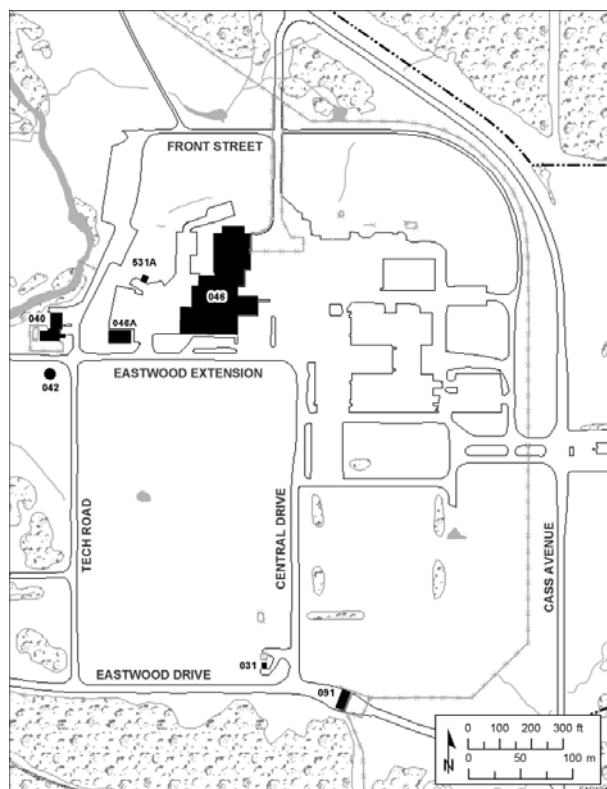 FRONT STREET
531A
046
040
046A
EASTWOOD EXTENSION
042
TECH ROAD
CENTRAL DRIVE
CASS AVENUE
031
EASTWOOD DRIVE
091
0 100 200 300 ft
0 50 100 m
N